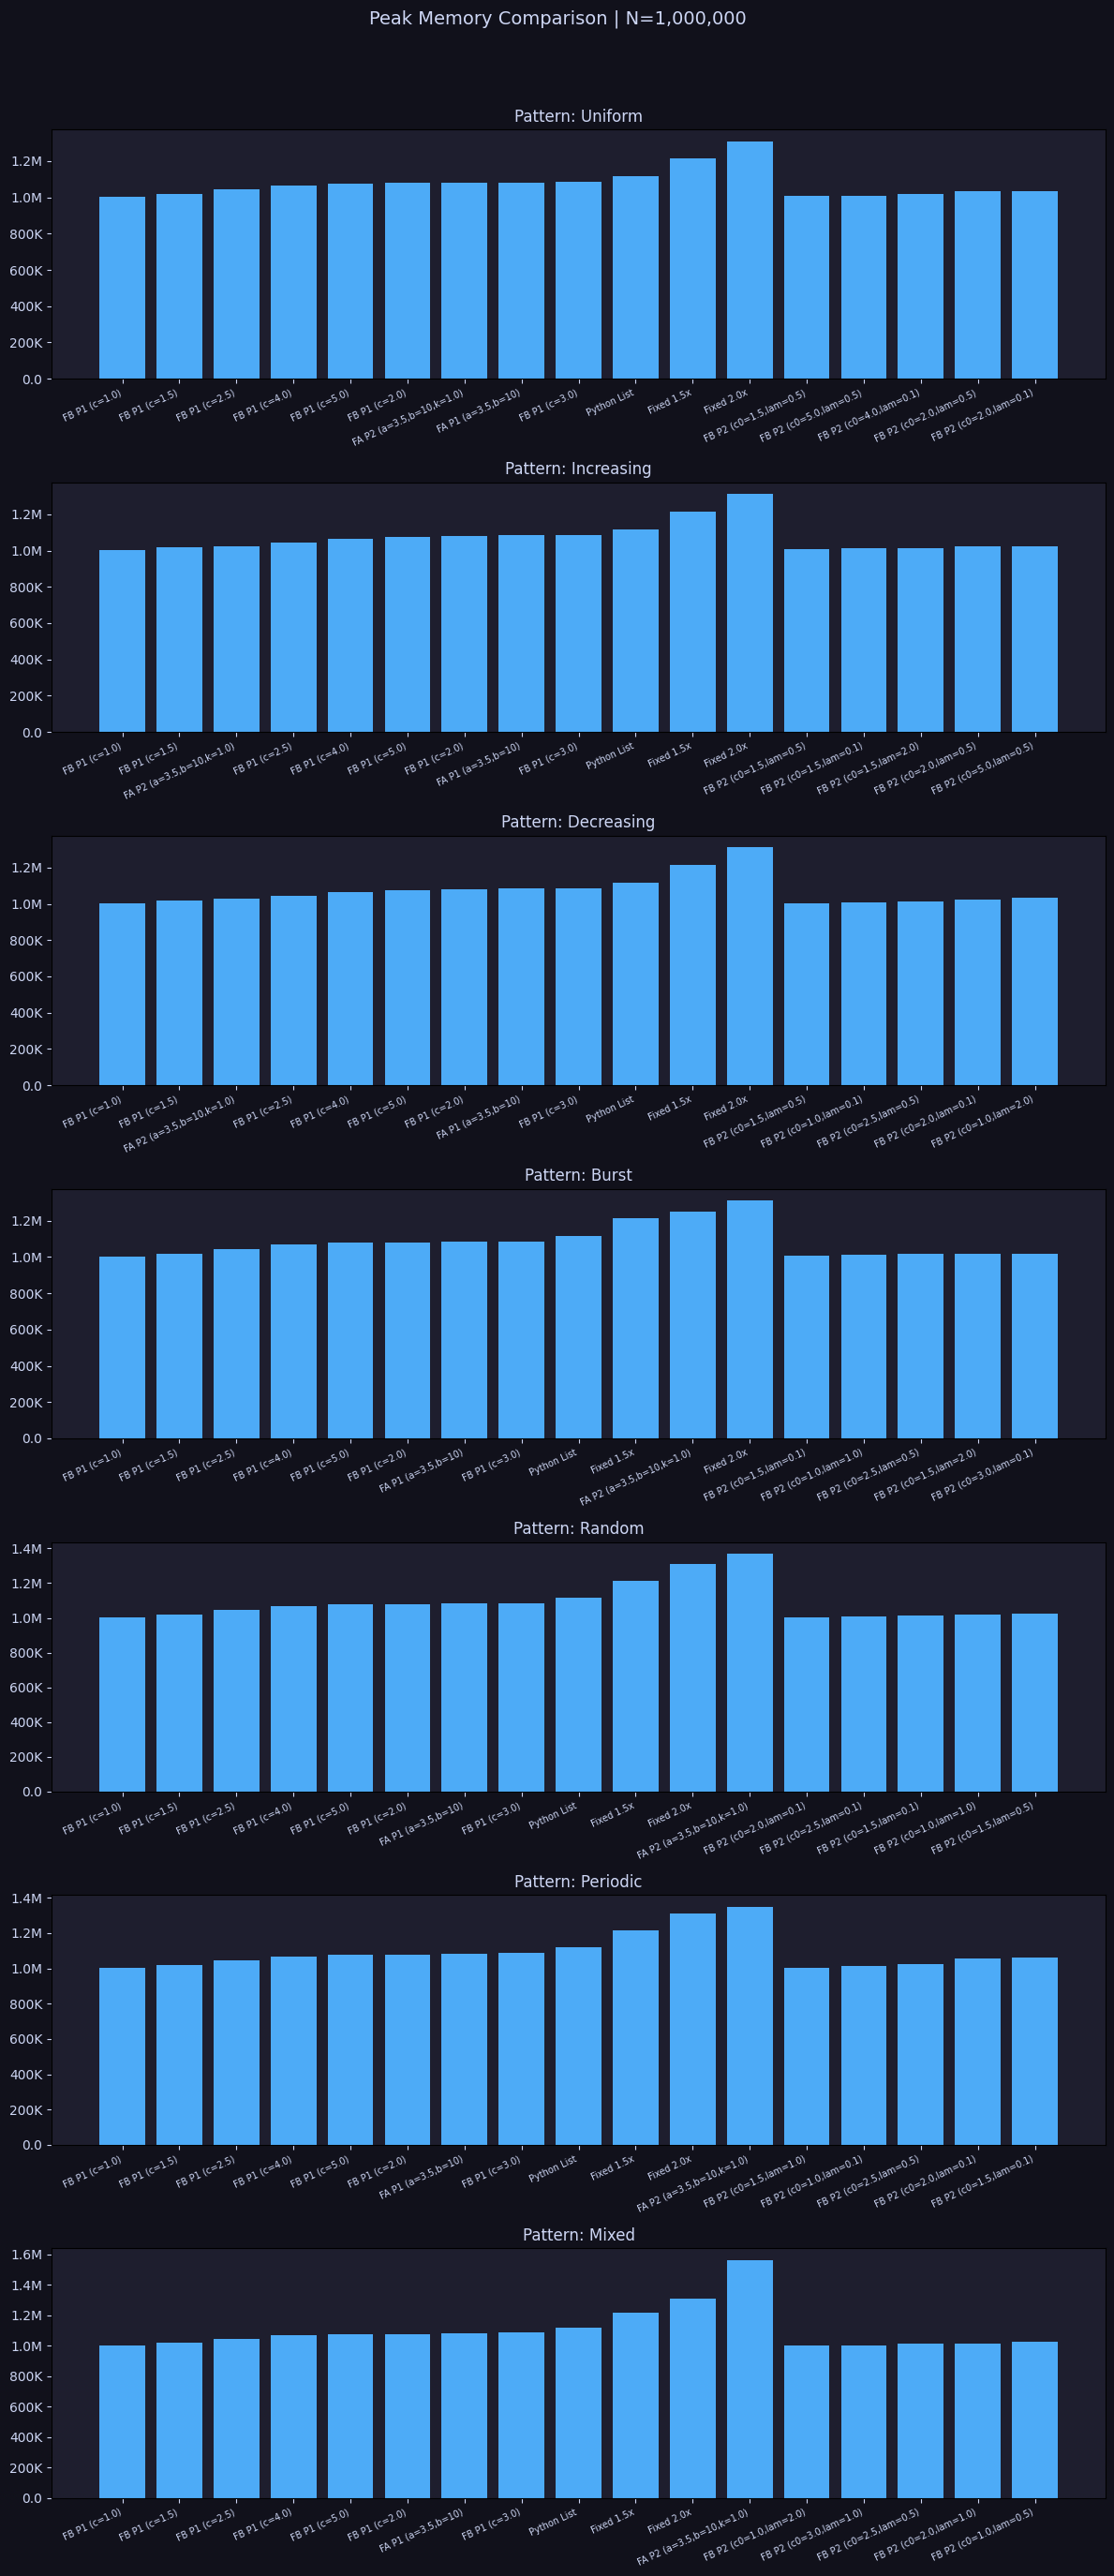 Peak Memory Comparison | N=1,000,000
Pattern: Uniform
1.2M
1.0M
800K
600K
400K
200K
0.0
FB P1 (c=1.0)
FB P1 (c=1.5)
FB P1 (c=2.5)
FB P1 (c=4.0)
FB P1 (c=5.0)
FB P1 (c=2.0)
FA P2 (a=3.5,b=10,k=1.0)
FA P1 (a=3.5,b=10)
FB P1 (c=3.0)
Python List
Fixed 1.5x
Fixed 2.0x
FB P2 (c0=1.5,lam=0.5)
FB P2 (c0=5.0,lam=0.5)
FB P2 (c0=4.0,lam=0.1)
FB P2 (c0=2.0,lam=0.5)
FB P2 (c0=2.0,lam=0.1)
Pattern: Increasing
1.2M
1.0M
800K
600K
400K
200K
0.0
FB P1 (c=1.0)
FB P1 (c=1.5)
FA P2 (a=3.5,b=10,k=1.0)
FB P1 (c=2.5)
FB P1 (c=4.0)
FB P1 (c=5.0)
FB P1 (c=2.0)
FA P1 (a=3.5,b=10)
FB P1 (c=3.0)
Python List
Fixed 1.5x
Fixed 2.0x
FB P2 (c0=1.5,lam=0.5)
FB P2 (c0=1.5,lam=0.1)
FB P2 (c0=1.5,lam=2.0)
FB P2 (c0=2.0,lam=0.5)
FB P2 (c0=5.0,lam=0.5)
Pattern: Decreasing
1.2M
1.0M
800K
600K
400K
200K
0.0
FB P1 (c=1.0)
FB P1 (c=1.5)
FA P2 (a=3.5,b=10,k=1.0)
FB P1 (c=2.5)
FB P1 (c=4.0)
FB P1 (c=5.0)
FB P1 (c=2.0)
FA P1 (a=3.5,b=10)
FB P1 (c=3.0)
Python List
Fixed 1.5x
Fixed 2.0x
FB P2 (c0=1.5,lam=0.5)
FB P2 (c0=1.0,lam=0.1)
FB P2 (c0=2.5,lam=0.5)
FB P2 (c0=2.0,lam=0.1)
FB P2 (c0=1.0,lam=2.0)
Pattern: Burst
1.2M
1.0M
800K
600K
400K
200K
0.0
FB P1 (c=1.0)
FB P1 (c=1.5)
FB P1 (c=2.5)
FB P1 (c=4.0)
FB P1 (c=5.0)
FB P1 (c=2.0)
FA P1 (a=3.5,b=10)
FB P1 (c=3.0)
Python List
Fixed 1.5x
FA P2 (a=3.5,b=10,k=1.0)
Fixed 2.0x
FB P2 (c0=1.5,lam=0.1)
FB P2 (c0=1.0,lam=1.0)
FB P2 (c0=2.5,lam=0.5)
FB P2 (c0=1.5,lam=2.0)
FB P2 (c0=3.0,lam=0.1)
Pattern: Random
1.4M
1.2M
1.0M
800K
600K
400K
200K
0.0
FB P1 (c=1.0)
FB P1 (c=1.5)
FB P1 (c=2.5)
FB P1 (c=4.0)
FB P1 (c=5.0)
FB P1 (c=2.0)
FA P1 (a=3.5,b=10)
FB P1 (c=3.0)
Python List
Fixed 1.5x
Fixed 2.0x
FA P2 (a=3.5,b=10,k=1.0)
FB P2 (c0=2.0,lam=0.1)
FB P2 (c0=2.5,lam=0.1)
FB P2 (c0=1.5,lam=0.1)
FB P2 (c0=1.0,lam=1.0)
FB P2 (c0=1.5,lam=0.5)
Pattern: Periodic
1.4M
1.2M
1.0M
800K
600K
400K
200K
0.0
FB P1 (c=1.0)
FB P1 (c=1.5)
FB P1 (c=2.5)
FB P1 (c=4.0)
FB P1 (c=5.0)
FB P1 (c=2.0)
FA P1 (a=3.5,b=10)
FB P1 (c=3.0)
Python List
Fixed 1.5x
Fixed 2.0x
FA P2 (a=3.5,b=10,k=1.0)
FB P2 (c0=1.5,lam=1.0)
FB P2 (c0=1.0,lam=0.1)
FB P2 (c0=2.5,lam=0.5)
FB P2 (c0=2.0,lam=0.1)
FB P2 (c0=1.5,lam=0.1)
Pattern: Mixed
1.6M
1.4M
1.2M
1.0M
800K
600K
400K
200K
0.0
FB P1 (c=1.0)
FB P1 (c=1.5)
FB P1 (c=2.5)
FB P1 (c=4.0)
FB P1 (c=5.0)
FB P1 (c=2.0)
FA P1 (a=3.5,b=10)
FB P1 (c=3.0)
Python List
Fixed 1.5x
Fixed 2.0x
FA P2 (a=3.5,b=10,k=1.0)
FB P2 (c0=1.0,lam=2.0)
FB P2 (c0=3.0,lam=1.0)
FB P2 (c0=2.5,lam=0.5)
FB P2 (c0=2.0,lam=1.0)
FB P2 (c0=1.0,lam=0.5)